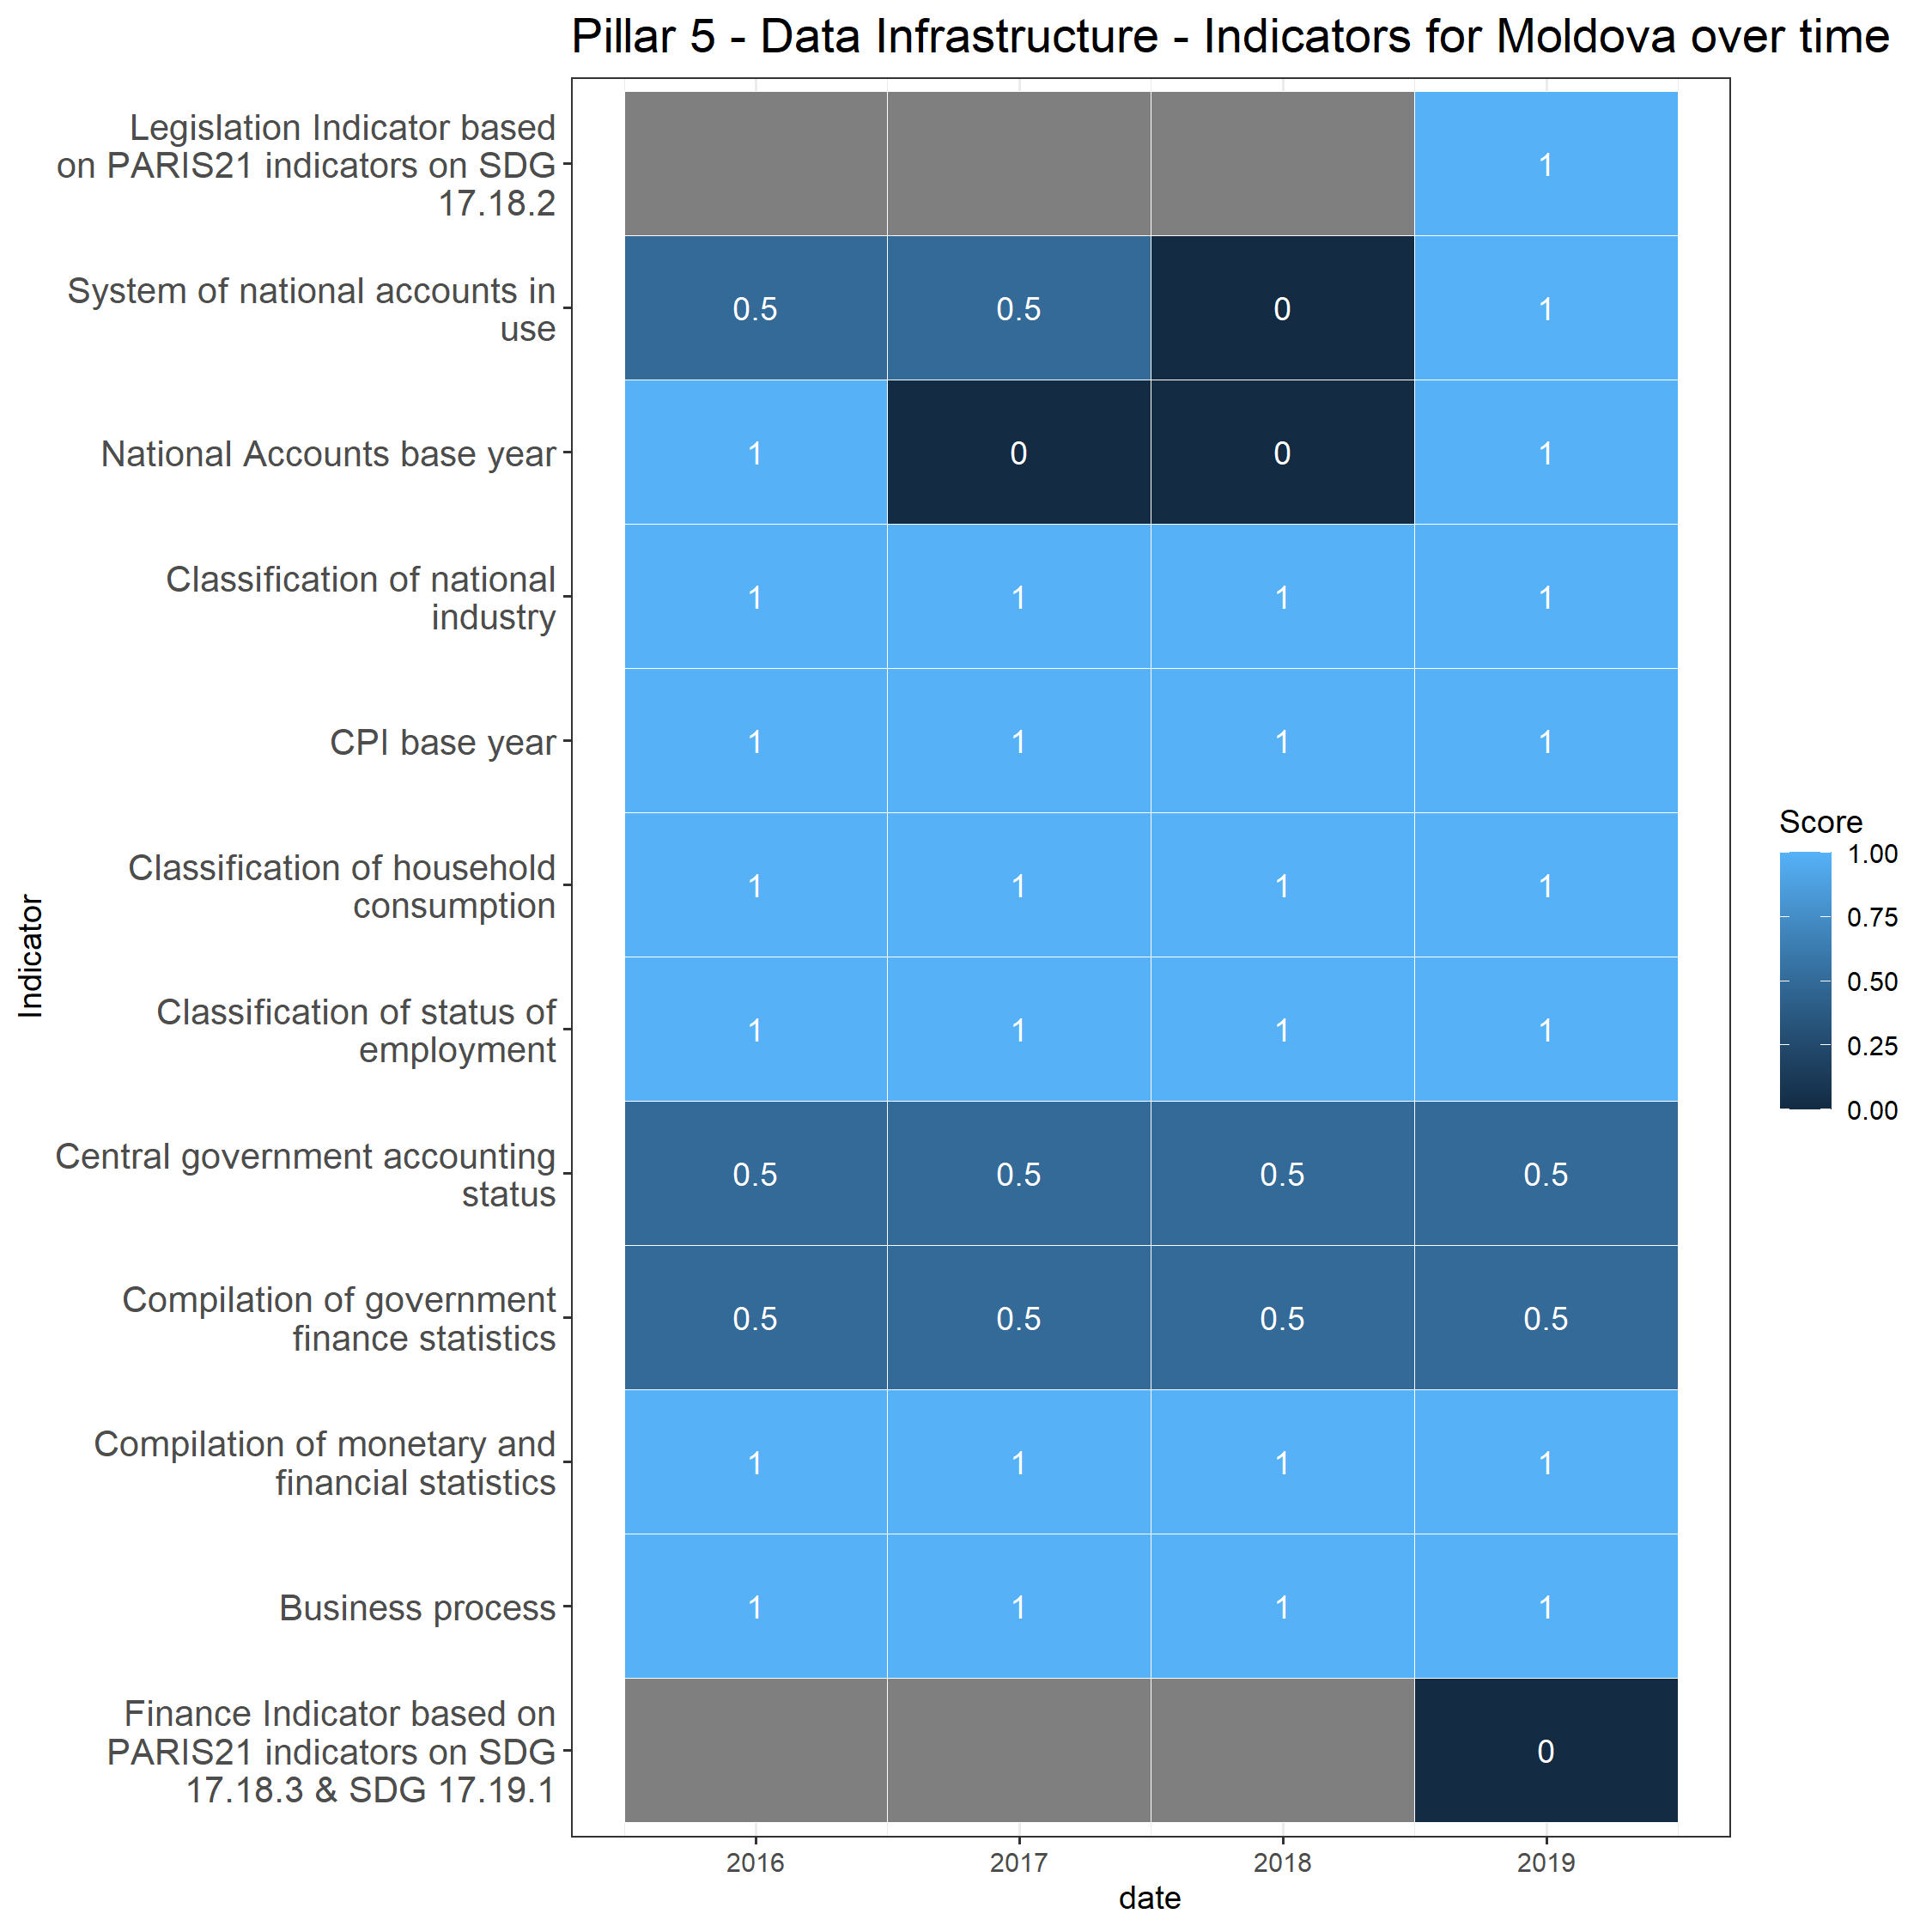 Pillar 5 - Data Infrastructure - Indicators for Moldova over time
Indicator
Legislation Indicator based
on PARIS21 indicators on SDG
17.18.2
1
System of national accounts in
use
0.5 0.5 0 1
National Accounts base year
1 0 0 1
Classification of national
industry
1 1 1 1
CPI base year
1 1 1 1
Classification of household
consumption
1 1 1 1
Classification of status of
employment
1 1 1 1
Central government accounting
status
0.5 0.5 0.5 0.5
Compilation of government
finance statistics
0.5 0.5 0.5 0.5
Compilation of monetary and
financial statistics
1 1 1 1
Business process
1 1 1 1
Finance Indicator based on
PARIS21 indicators on SDG
17.18.3 & SDG 17.19.1
0
2016 2017 2018 2019
date
Score
1.00
0.75
0.50
0.25
0.00